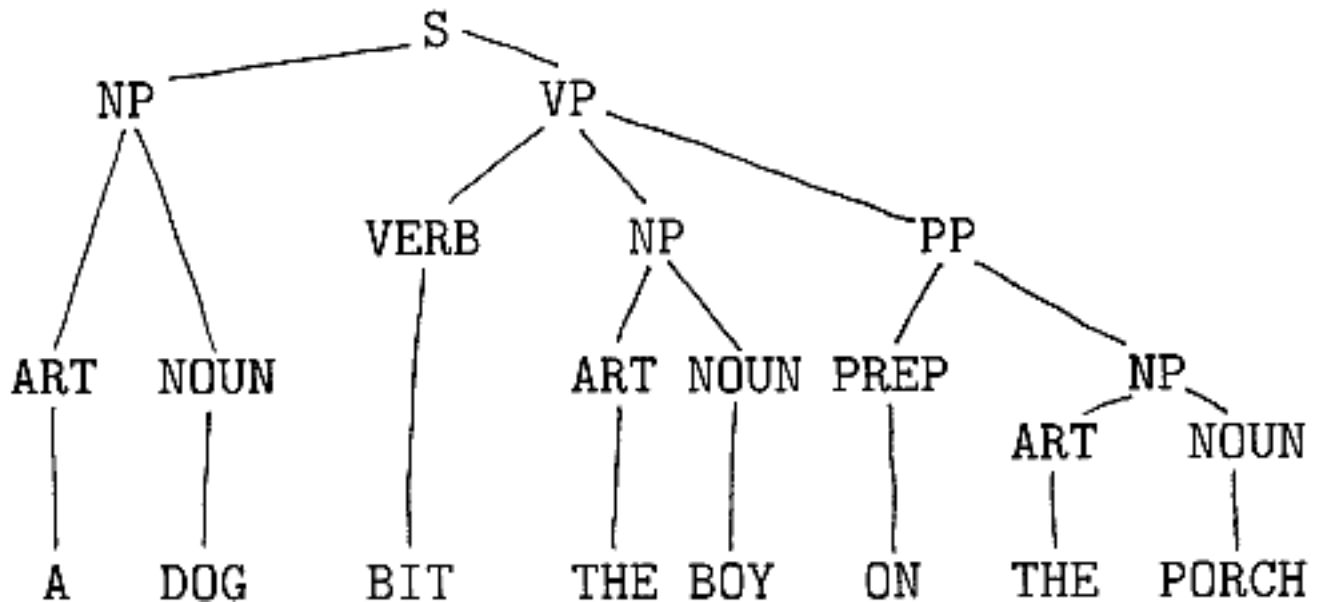 S
NP VP
VERB NP PP
ART NOUN ART NOUN PREP NP
ART NOUN
A DOG BIT THE BOY ON THE PORCH